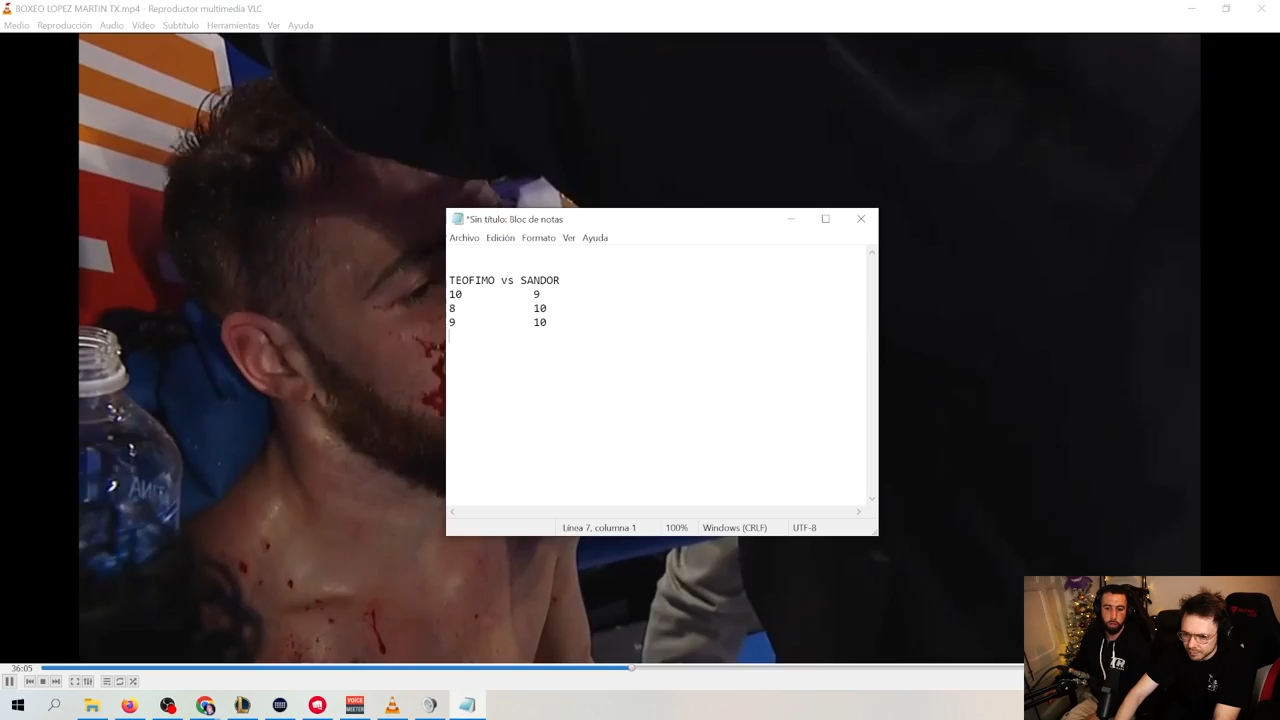 BOXEO LOPEZ MARTIN TX.mp4 - Reproductor multimedia VLC
Medio Reproducción Audio Vídeo Subtítulo Herramientas Ver Ayuda
*Sin título: Bloc de notas
Archivo Edición Formato Ver Ayuda
TEOFIMO vs SANDOR
10 9
8 10
9 10
Línea 7, columna 1 100% Windows (CRLF) UTF-8
36:05
VOICE
MEETER